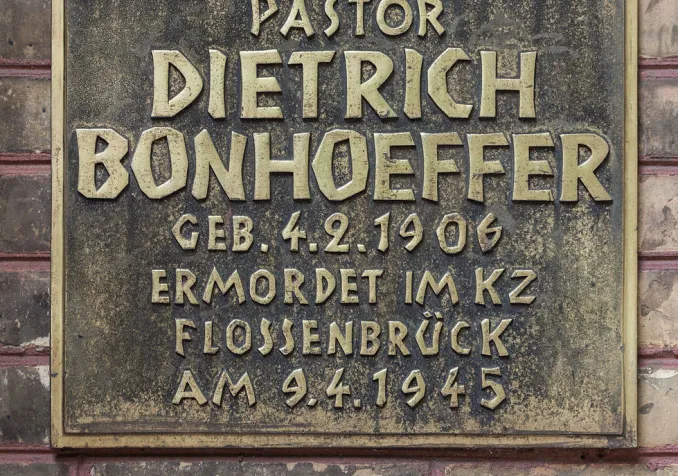 PASTOR
DIETRICH
BONHOEFFER
GEB. 4.2.1906
ERMORDET IM KZ
FLOSSENBRÜCK
AM 9.4.1945